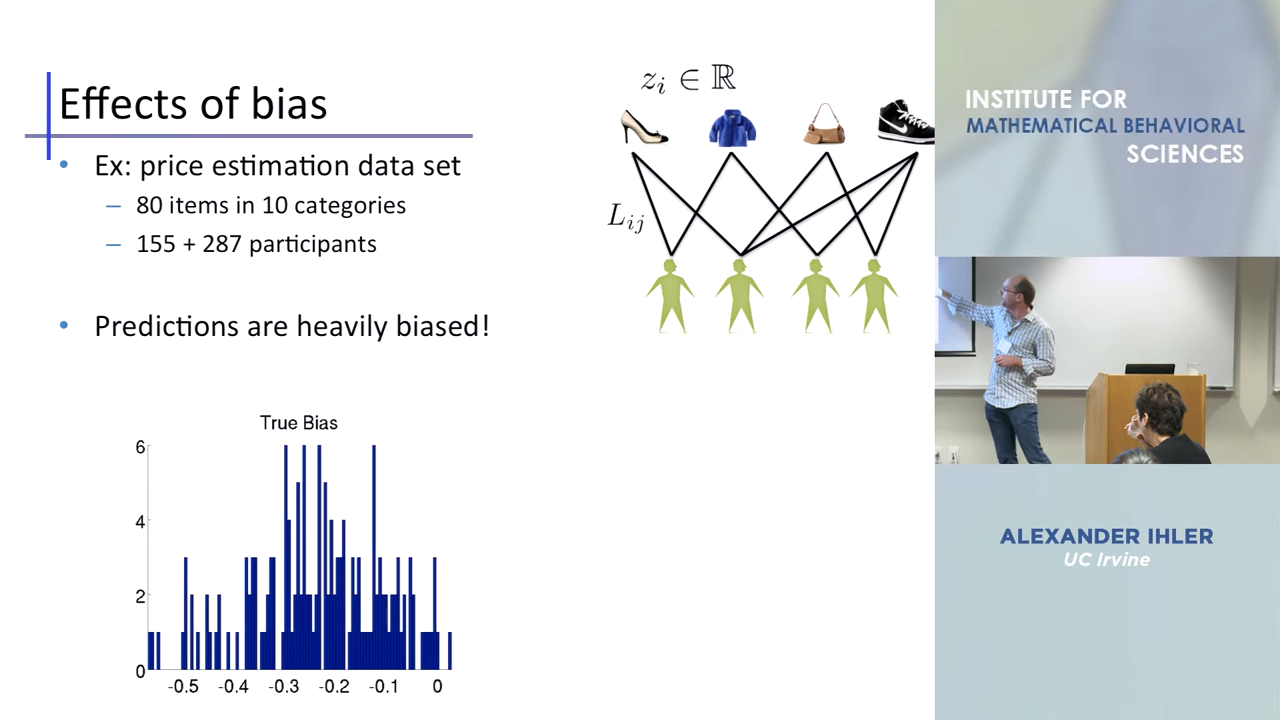 Effects of bias
• Ex: price estimation data set
– 80 items in 10 categories
– 155 + 287 participants
• Predictions are heavily biased!
True Bias
6
4
2
0
-0.5 -0.4 -0.3 -0.2 -0.1 0
z_i ∈ ℝ
L_ij
INSTITUTE FOR
MATHEMATICAL BEHAVIORAL
SCIENCES
ALEXANDER IHLER
UC Irvine